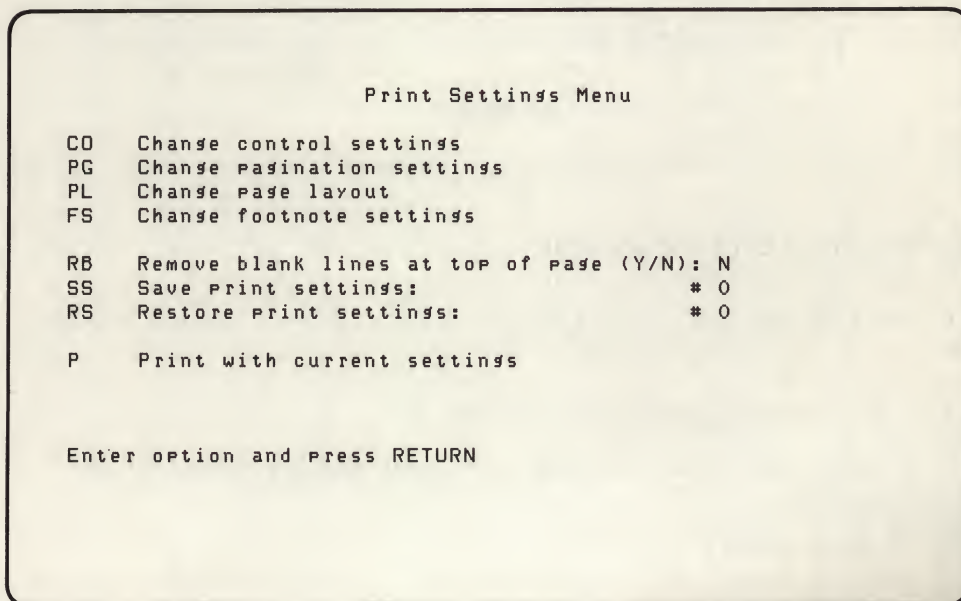 Print Settings Menu
CO Change control settings
PG Change pagination settings
PL Change page layout
FS Change footnote settings
RB Remove blank lines at top of page (Y/N): N
SS Save print settings: # 0
RS Restore print settings: # 0
P Print with current settings
Enter option and press RETURN